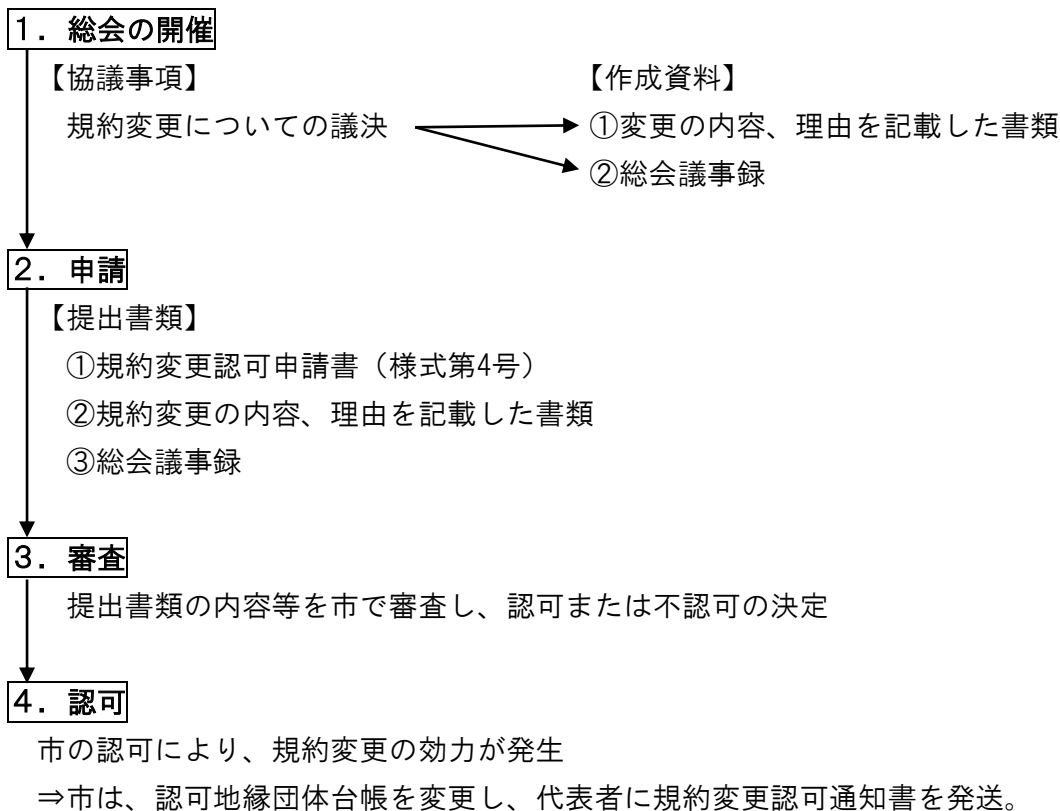 １．総会の開催
【協議事項】 【作成資料】
規約変更についての議決 ①変更の内容、理由を記載した書類
②総会議事録
２．申請
【提出書類】
①規約変更認可申請書（様式第4号）
②規約変更の内容、理由を記載した書類
③総会議事録
３．審査
提出書類の内容等を市で審査し、認可または不認可の決定
４．認可
市の認可により、規約変更の効力が発生
⇒市は、認可地縁団体台帳を変更し、代表者に規約変更認可通知書を発送。